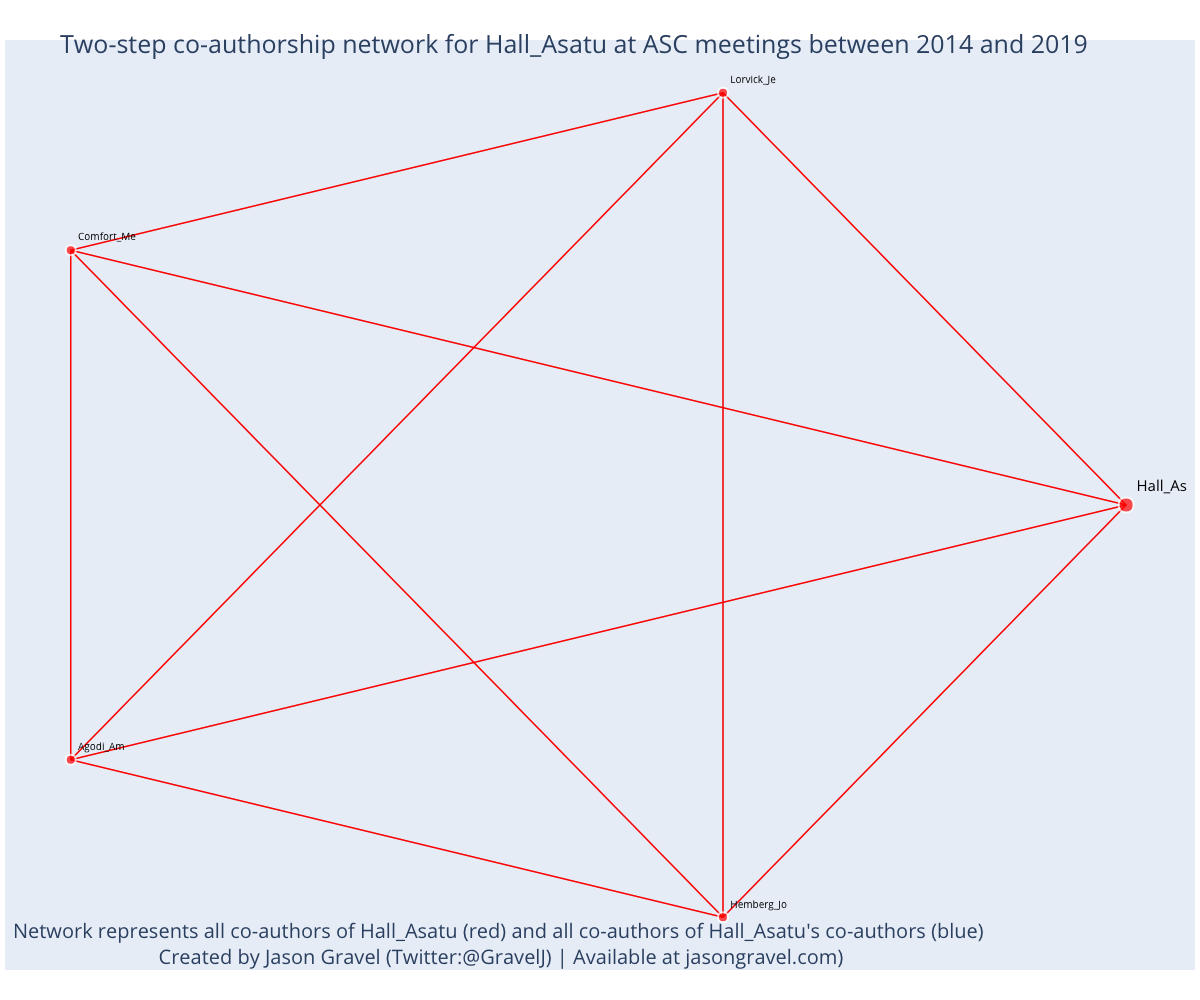 Two-step co-authorship network for Hall_Asatu at ASC meetings between 2014 and 2019
Lorvick_Je
Comfort_Me
Hall_As
Agodi_Am
Hemberg_Jo
Network represents all co-authors of Hall_Asatu (red) and all co-authors of Hall_Asatu's co-authors (blue)
Created by Jason Gravel (Twitter:@GravelJ) | Available at jasongravel.com)